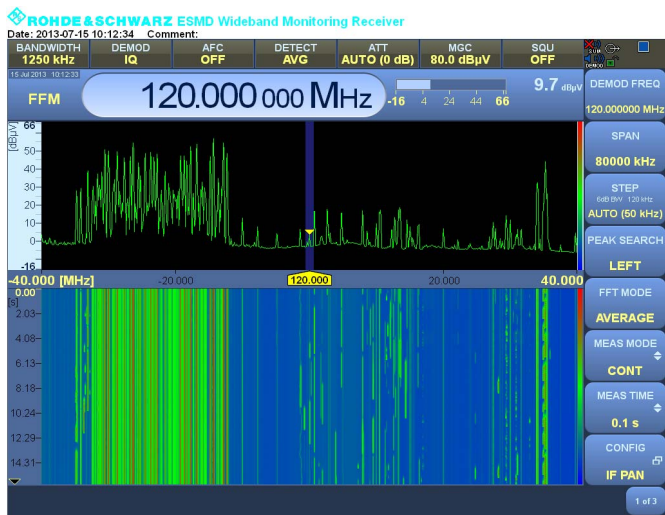 ROHDE&SCHWARZ ESMD Wideband Monitoring Receiver
Date: 2013-07-15 10:12:34 Comment:
BANDWIDTH DEMOD AFC DETECT ATT MGC SQU
1250 kHz IQ OFF AVG AUTO (0 dB) 80.0 dBµV OFF
15 Jul 2013 10:12:33
FFM 120.000 000 MHz -16 4 24 44 66 9.7 dBµV
DEMOD FREQ
120.000000 MHz
SPAN
80000 kHz
STEP
6dB BW 120 kHz
AUTO (50 kHz)
PEAK SEARCH
LEFT
FFT MODE
AVERAGE
MEAS MODE
CONT
MEAS TIME
0.1 s
CONFIG
IF PAN
1 of 3
[dBµV]
66
50
40
30
20
10
0
-16
-40.000 [MHz] -20.000 120.000 20.000 40.000
0.00
[s]
2.03
4.08
6.13
8.18
10.24
12.29
14.31